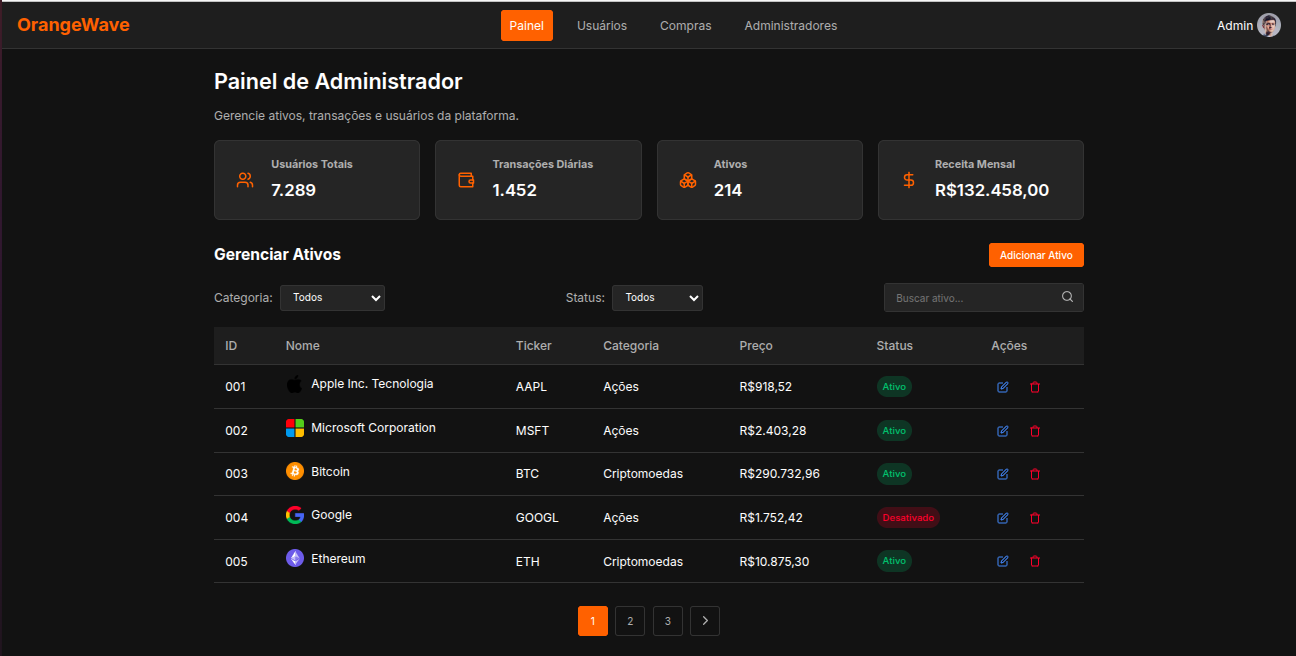 OrangeWave Painel Usuários Compras Administradores Admin
Painel de Administrador
Gerencie ativos, transações e usuários da plataforma.
Usuários Totais Transações Diárias Ativos Receita Mensal
7.289 1.452 214 R$132.458,00
Gerenciar Ativos Adicionar Ativo
Categoria: Todos Status: Todos Buscar ativo...
ID Nome Ticker Categoria Preço Status Ações
001 Apple Inc. Tecnologia AAPL Ações R$918,52 Ativo
002 Microsoft Corporation MSFT Ações R$2.403,28 Ativo
003 Bitcoin BTC Criptomoedas R$290.732,96 Ativo
004 Google GOOGL Ações R$1.752,42 Desativado
005 Ethereum ETH Criptomoedas R$10.875,30 Ativo
1 2 3